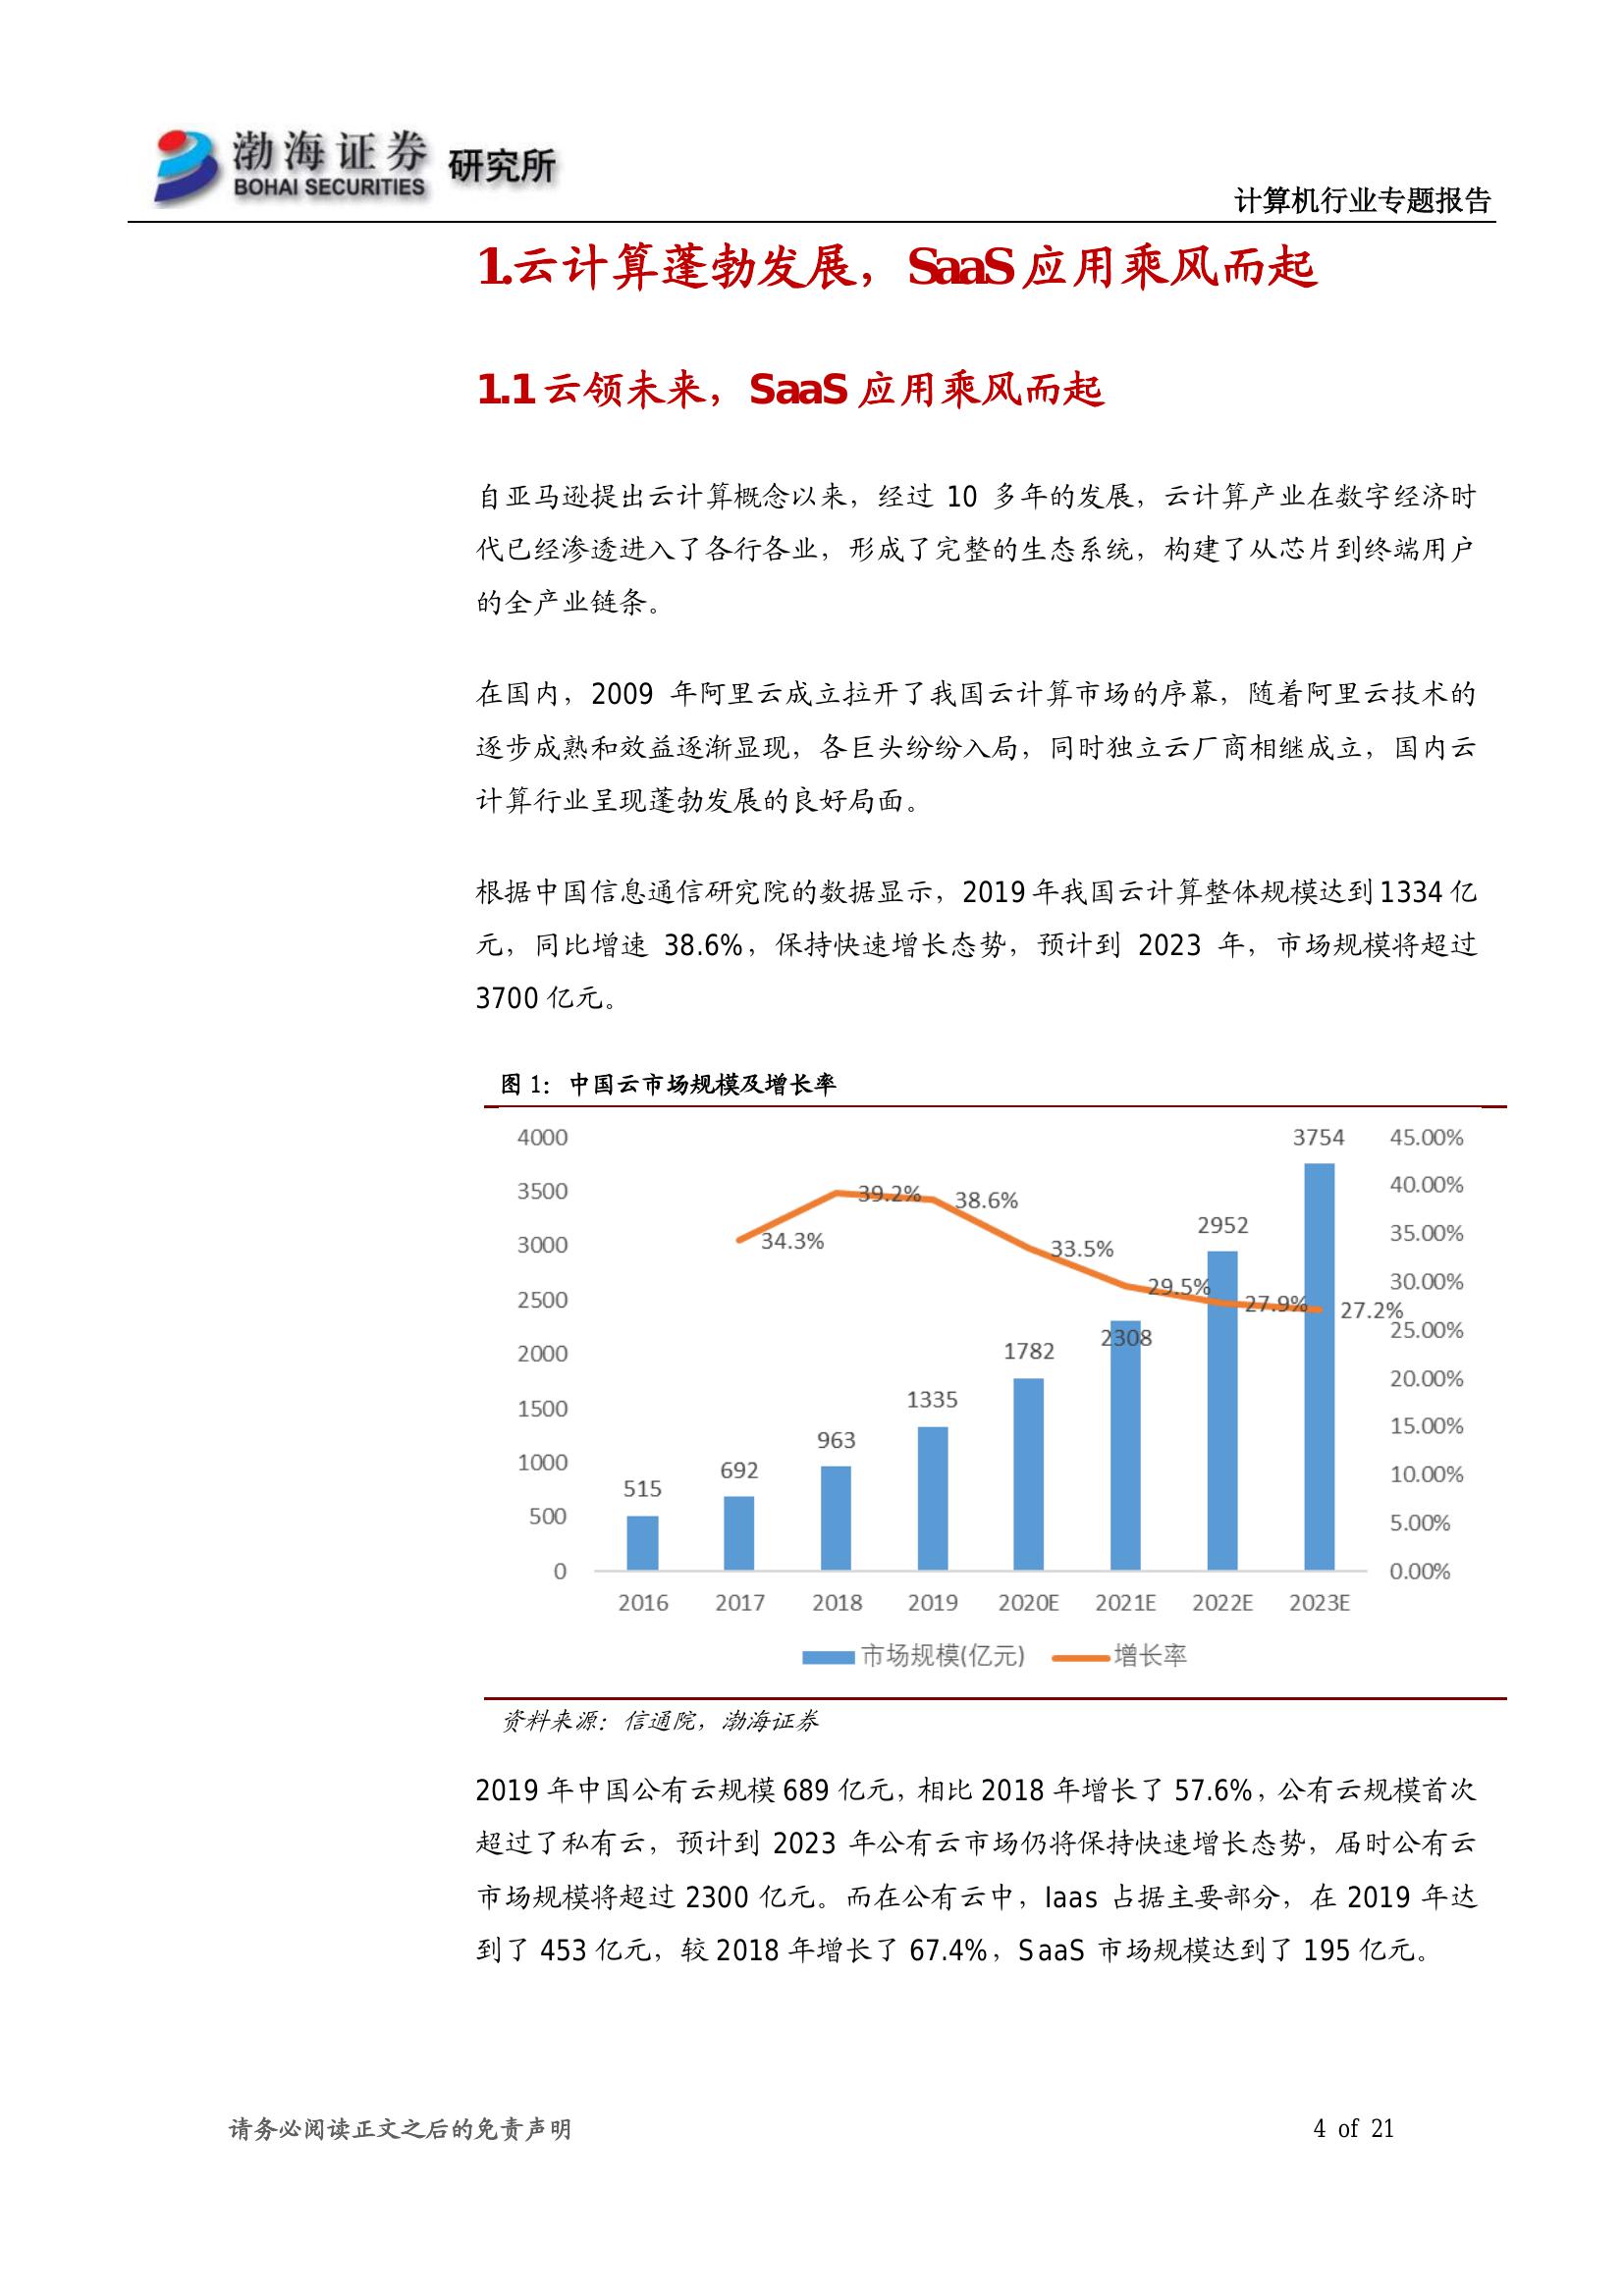 渤海证券 研究所
BOHAI SECURITIES
计算机行业专题报告
1.云计算蓬勃发展，SaaS 应用乘风而起
1.1 云领未来，SaaS 应用乘风而起
自亚马逊提出云计算概念以来，经过 10 多年的发展，云计算产业在数字经济时
代已经渗透进入了各行各业，形成了完整的生态系统，构建了从芯片到终端用户
的全产业链条。
在国内，2009 年阿里云成立拉开了我国云计算市场的序幕，随着阿里云技术的
逐步成熟和效益逐渐显现，各巨头纷纷入局，同时独立云厂商相继成立，国内云
计算行业呈现蓬勃发展的良好局面。
根据中国信息通信研究院的数据显示，2019 年我国云计算整体规模达到 1334 亿
元，同比增速 38.6%，保持快速增长态势，预计到 2023 年，市场规模将超过
3700 亿元。
图 1：中国云市场规模及增长率
4000 3754 45.00%
3500 39.2% 38.6% 40.00%
3000 34.3% 33.5% 2952 35.00%
2500 29.5% 27.9% 27.2% 30.00%
2000 1782 2308 25.00%
1500 1335 20.00%
1000 963 15.00%
500 515 692 10.00%
0 5.00%
0.00%
2016 2017 2018 2019 2020E 2021E 2022E 2023E
市场规模(亿元) 增长率
资料来源：信通院，渤海证券
2019 年中国公有云规模 689 亿元，相比 2018 年增长了 57.6%，公有云规模首次
超过了私有云，预计到 2023 年公有云市场仍将保持快速增长态势，届时公有云
市场规模将超过 2300 亿元。而在公有云中，Iaas 占据主要部分，在 2019 年达
到了 453 亿元，较 2018 年增长了 67.4%，SaaS 市场规模达到了 195 亿元。
请务必阅读正文之后的免责声明
4 of 21